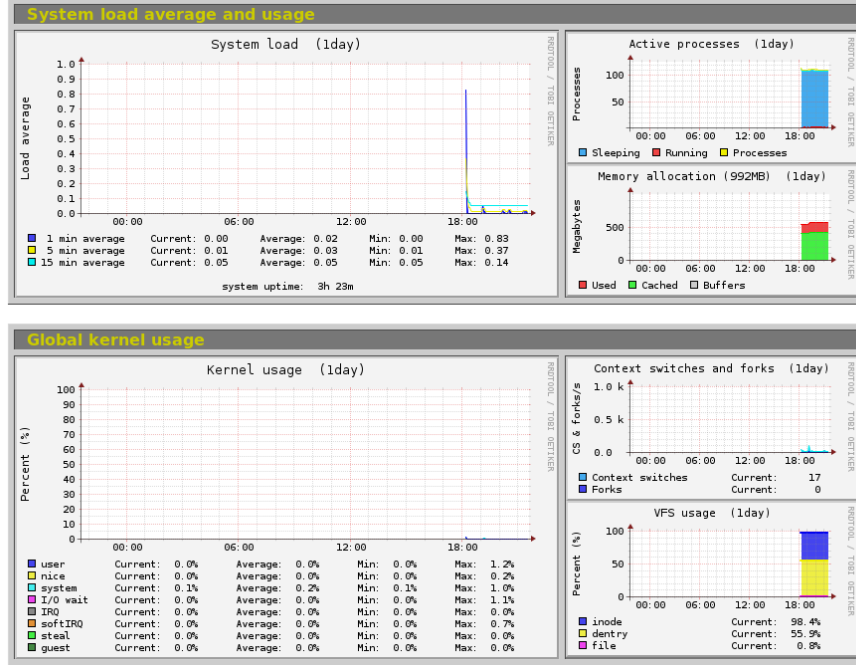 System load average and usage
System load (1day)
RRDTOOL / TOBI OETIKER
Load average
1.0
0.9
0.8
0.7
0.6
0.5
0.4
0.3
0.2
0.1
0.0
00:00 06:00 12:00 18:00
1 min average Current: 0.00 Average: 0.02 Min: 0.00 Max: 0.83
5 min average Current: 0.01 Average: 0.03 Min: 0.01 Max: 0.37
15 min average Current: 0.05 Average: 0.05 Min: 0.05 Max: 0.14
system uptime: 3h 23m
Active processes (1day)
RRDTOOL / TOBI OETIKER
Processes
100
50
00:00 06:00 12:00 18:00
Sleeping Running Processes
Memory allocation (992MB) (1day)
RRDTOOL / TOBI OETIKER
Megabytes
500
0
00:00 06:00 12:00 18:00
Used Cached Buffers
Global kernel usage
Kernel usage (1day)
RRDTOOL / TOBI OETIKER
Percent (%)
100
90
80
70
60
50
40
30
20
10
0
00:00 06:00 12:00 18:00
user Current: 0.0% Average: 0.0% Min: 0.0% Max: 1.2%
nice Current: 0.0% Average: 0.0% Min: 0.0% Max: 0.2%
system Current: 0.1% Average: 0.2% Min: 0.1% Max: 1.0%
I/O wait Current: 0.0% Average: 0.0% Min: 0.0% Max: 1.1%
IRQ Current: 0.0% Average: 0.0% Min: 0.0% Max: 0.0%
softIRQ Current: 0.0% Average: 0.0% Min: 0.0% Max: 0.7%
steal Current: 0.0% Average: 0.0% Min: 0.0% Max: 0.0%
guest Current: 0.0% Average: 0.0% Min: 0.0% Max: 0.0%
Context switches and forks (1day)
RRDTOOL / TOBI OETIKER
CS & forks/s
1.0 k
0.5 k
0.0
00:00 06:00 12:00 18:00
Context switches Current: 17
Forks Current: 0
VFS usage (1day)
RRDTOOL / TOBI OETIKER
Percent (%)
100
50
0
00:00 06:00 12:00 18:00
inode Current: 98.4%
dentry Current: 55.9%
file Current: 0.8%